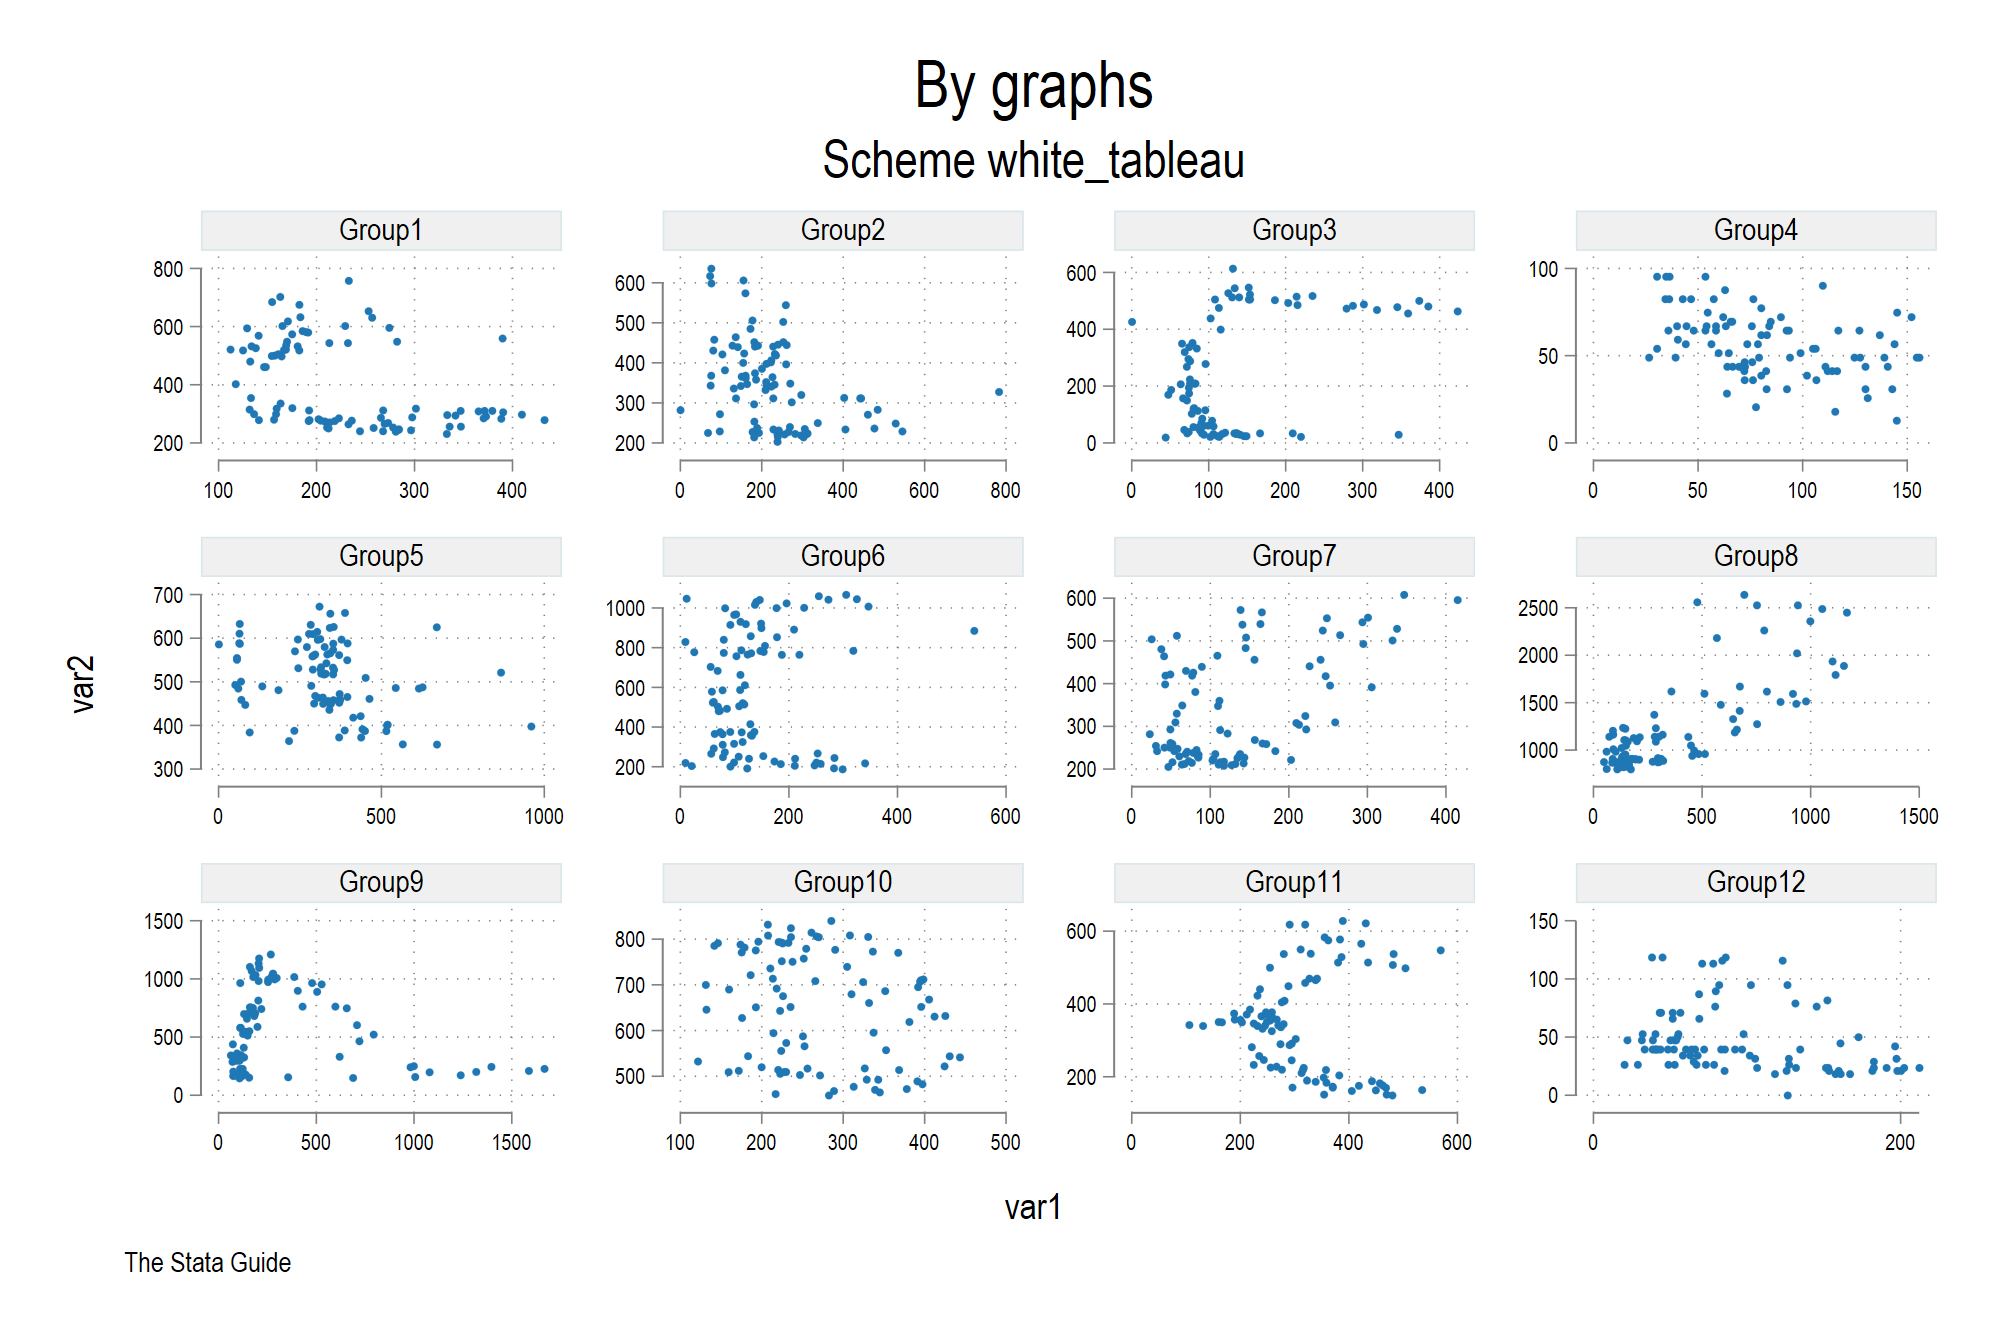 By graphs
Scheme white_tableau
Group1 Group2 Group3 Group4
800
600
400
200
100 200 300 400
600
500
400
300
200
0 200 400 600 800
600
400
200
0
0 100 200 300 400
100
50
0
0 50 100 150
Group5 Group6 Group7 Group8
700
600
500
400
300
0 500 1000
1000
800
600
400
200
0 200 400 600
600
500
400
300
200
0 100 200 300 400
2500
2000
1500
1000
0 500 1000 1500
Group9 Group10 Group11 Group12
1500
1000
500
0
0 500 1000 1500
800
700
600
500
100 200 300 400 500
600
400
200
0 200 400 600
150
100
50
0
0 200
var2
var1
The Stata Guide